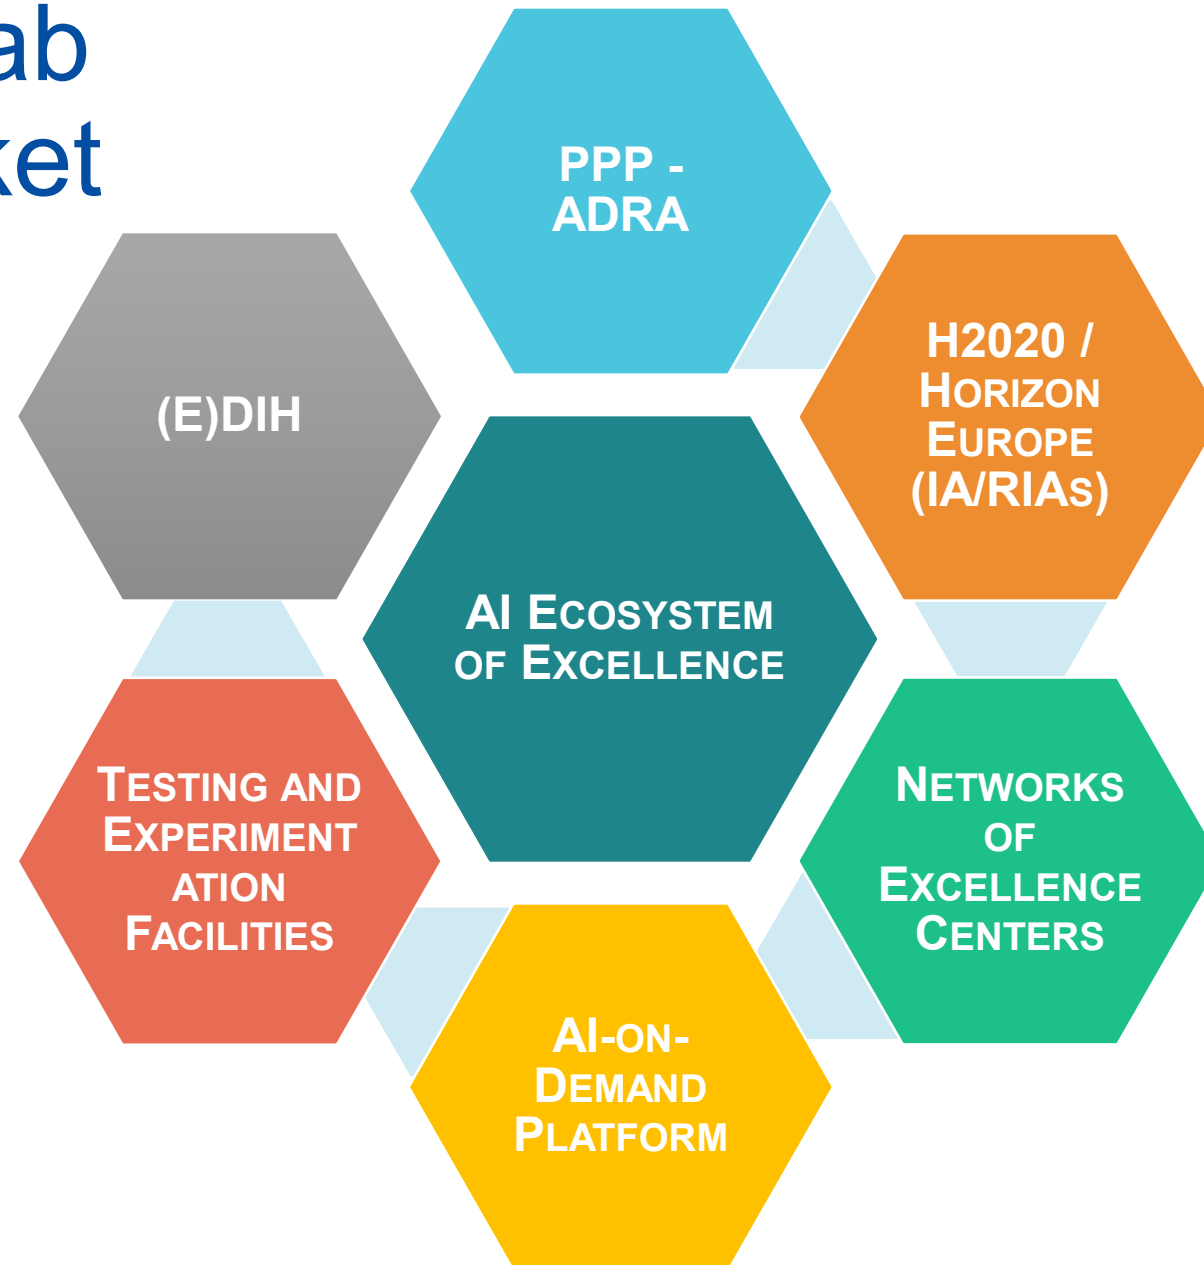 ab
ket
PPP -
ADRA
H2020 /
HORIZON
EUROPE
(IA/RIAS)
(E)DIH
AI ECOSYSTEM
OF EXCELLENCE
TESTING AND
EXPERIMENT
ATION
FACILITIES
NETWORKS
OF
EXCELLENCE
CENTERS
AI-ON-
DEMAND
PLATFORM